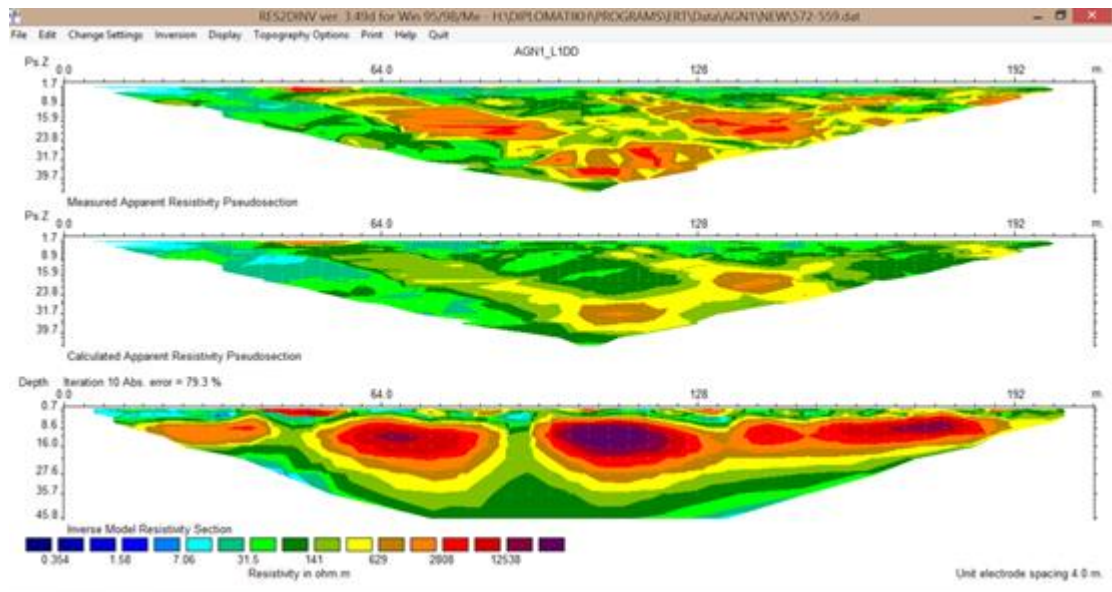 RES2DINV ver. 3.49d for Win 95/98/Me - H:\DIPLOMATIKH\PROGRAMS\ERT\Data\AGN1\NEW\572-559.dat
File Edit Change Settings Inversion Display Topography Options Print Help Quit
AGN1_L1DD
Ps.Z 0.0 64.0 128 192 m.
1.7
8.9
15.9
23.8
31.7
39.7
Measured Apparent Resistivity Pseudosection
Ps.Z 0.0 64.0 128 192 m.
1.7
8.9
15.9
23.8
31.7
39.7
Calculated Apparent Resistivity Pseudosection
Depth Iteration 10 Abs. error = 79.3 %
0.0 64.0 128 192 m.
0.7
8.6
16.0
27.6
35.7
45.8
Inverse Model Resistivity Section
0.354 1.58 7.06 31.5 141 629 2808 12538
Resistivity in ohm.m
Unit electrode spacing 4.0 m.